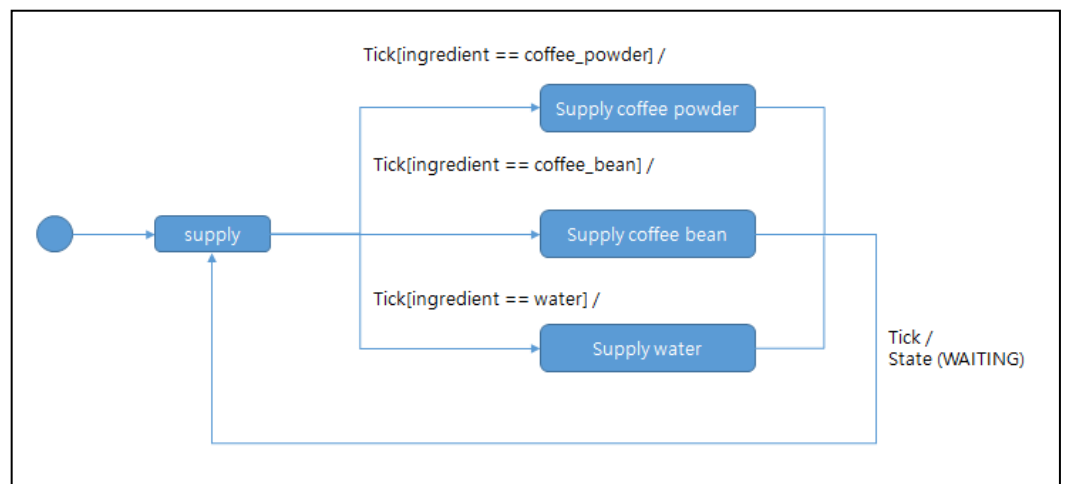 Tick[ingredient == coffee_powder] /
Supply coffee powder
Tick[ingredient == coffee_bean] /
supply
Supply coffee bean
Tick[ingredient == water] /
Supply water
Tick /
State (WAITING)